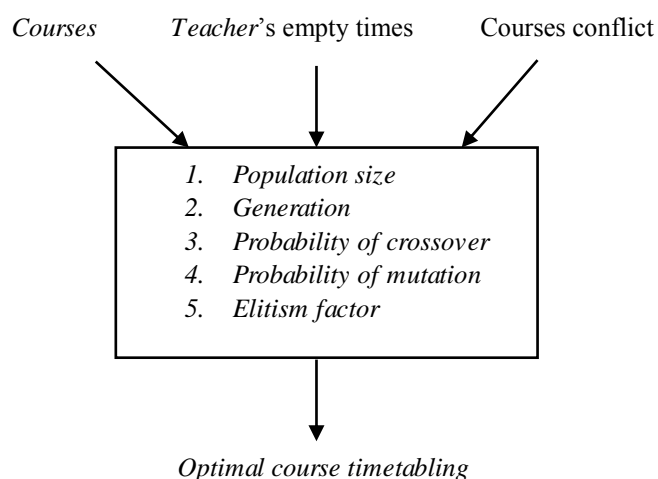 Courses Teacher's empty times Courses conflict
1. Population size
2. Generation
3. Probability of crossover
4. Probability of mutation
5. Elitism factor
Optimal course timetabling